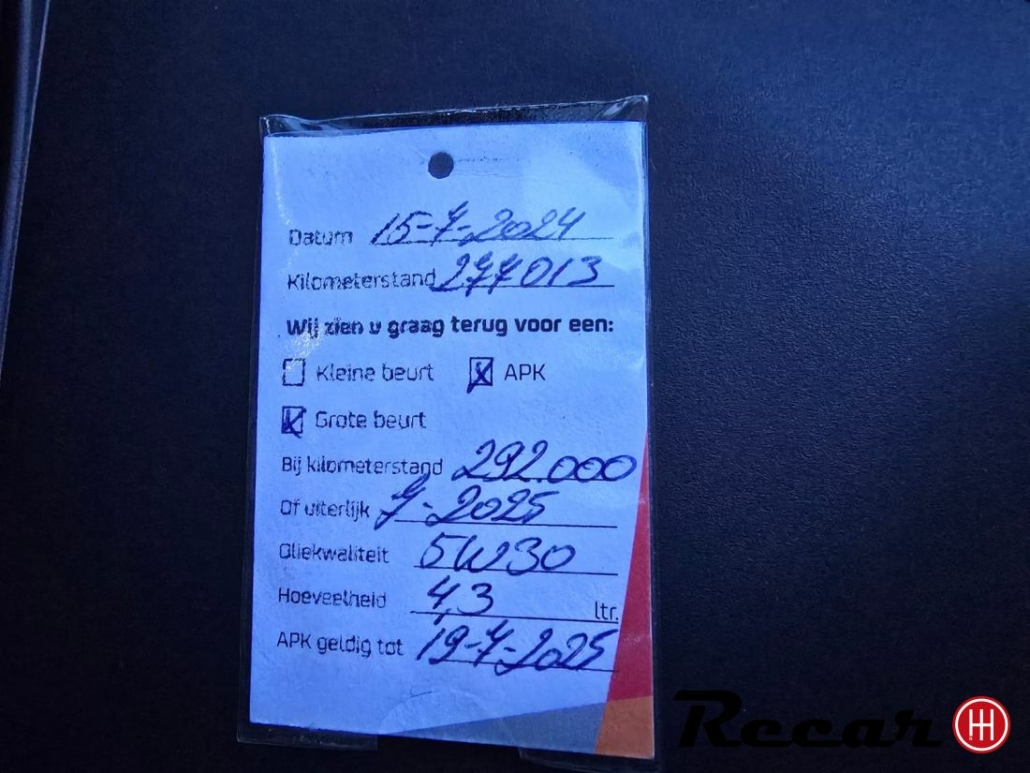 Datum 15-7-2024
Kilometerstand 277013
Wij zien u graag terug voor een:
Kleine beurt APK
Grote beurt
Bij kilometerstand 292.000
Of uiterlijk 7-2025
Oliekwaliteit 5W30
Hoeveelheid 4,3 ltr.
APK geldig tot 19-7-2025
Recar